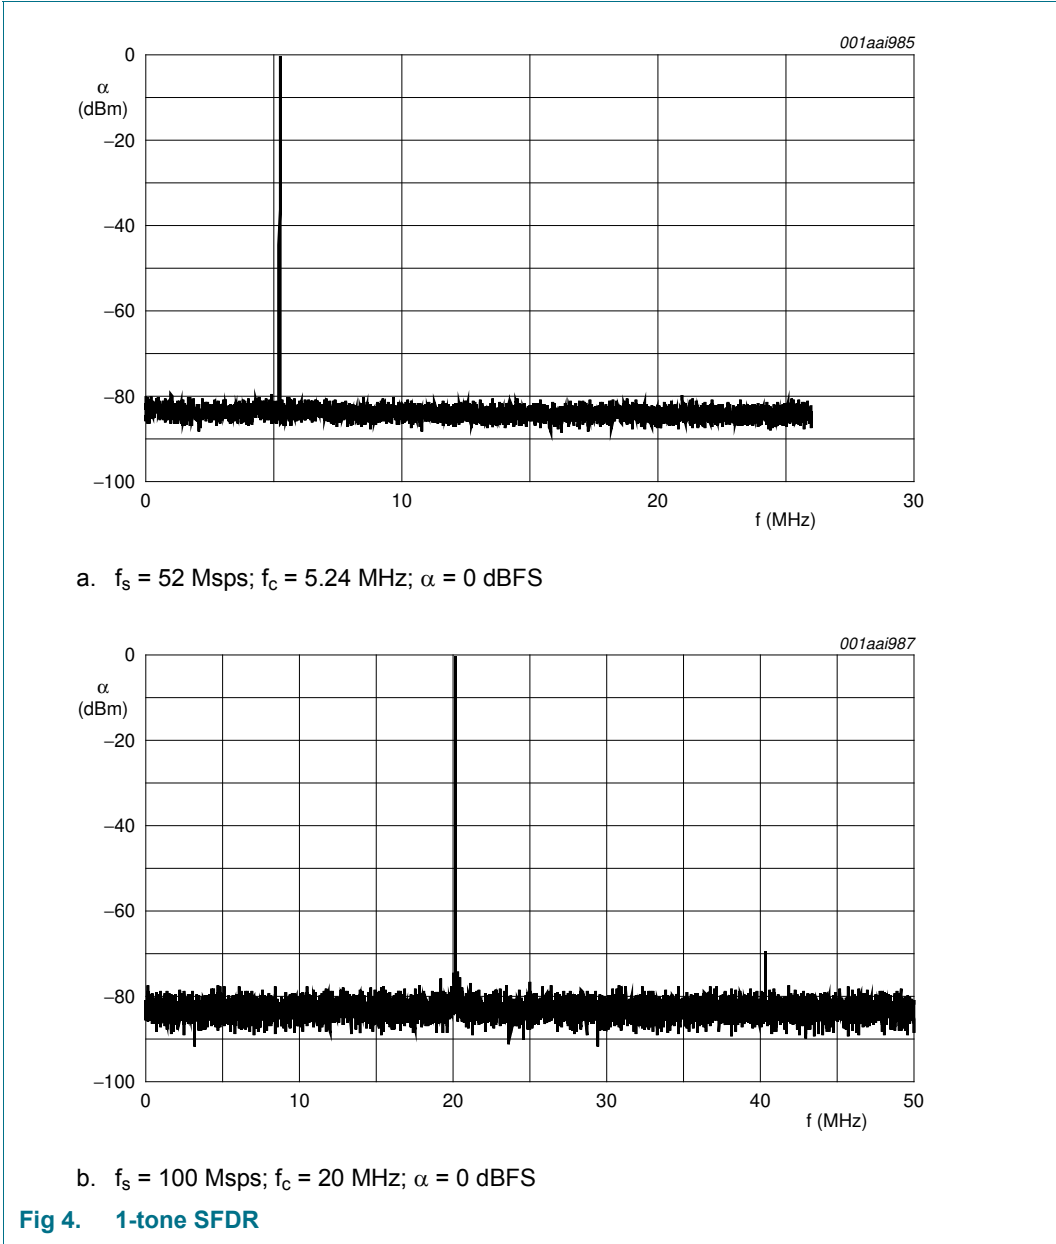 001aai985
0
α
(dBm)
−20
−40
−60
−80
−100
0 10 20 30
f (MHz)
a. fs = 52 Msps; fc = 5.24 MHz; α = 0 dBFS
001aai987
0
α
(dBm)
−20
−40
−60
−80
−100
0 10 20 30 40 50
f (MHz)
b. fs = 100 Msps; fc = 20 MHz; α = 0 dBFS
Fig 4. 1-tone SFDR